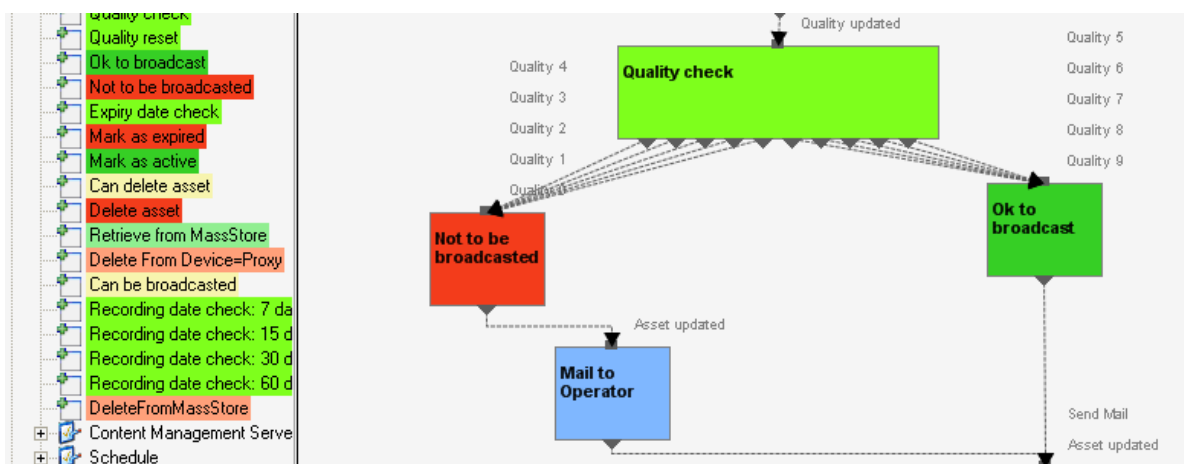 Quality check
Quality reset
Ok to broadcast
Not to be broadcasted
Expiry date check
Mark as expired
Mark as active
Can delete asset
Delete asset
Retrieve from MassStore
Delete From Device=Proxy
Can be broadcasted
Recording date check: 7 da
Recording date check: 15 d
Recording date check: 30 d
Recording date check: 60 d
DeleteFromMassStore
Content Management Serve
Schedule
Quality updated
Quality check
Quality 4
Quality 3
Quality 2
Quality 1
Quality 5
Quality 6
Quality 7
Quality 8
Quality 9
Quality
Not to be
broadcasted
Ok to
broadcast
Asset updated
Mail to
Operator
Send Mail
Asset updated